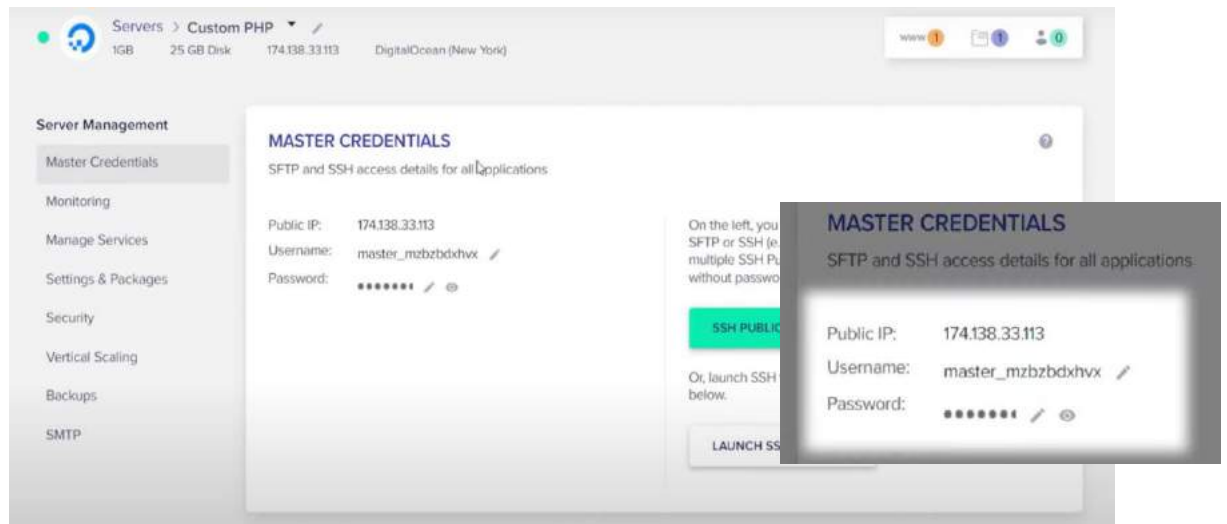 Servers > Custom PHP
1GB 25 GB Disk 174.138.33.113 DigitalOcean (New York)
www 1 1 0
Server Management
Master Credentials
Monitoring
Manage Services
Settings & Packages
Security
Vertical Scaling
Backups
SMTP
MASTER CREDENTIALS
SFTP and SSH access details for all applications
Public IP: 174.138.33.113
Username: master_mzbzbdxhvx
Password:
On the left, you
SFTP or SSH (e.
multiple SSH Pu
without passwo
SSH PUBLIC
Or, launch SSH
below.
LAUNCH SS
MASTER CREDENTIALS
SFTP and SSH access details for all applications
Public IP: 174.138.33.113
Username: master_mzbzbdxhvx
Password: